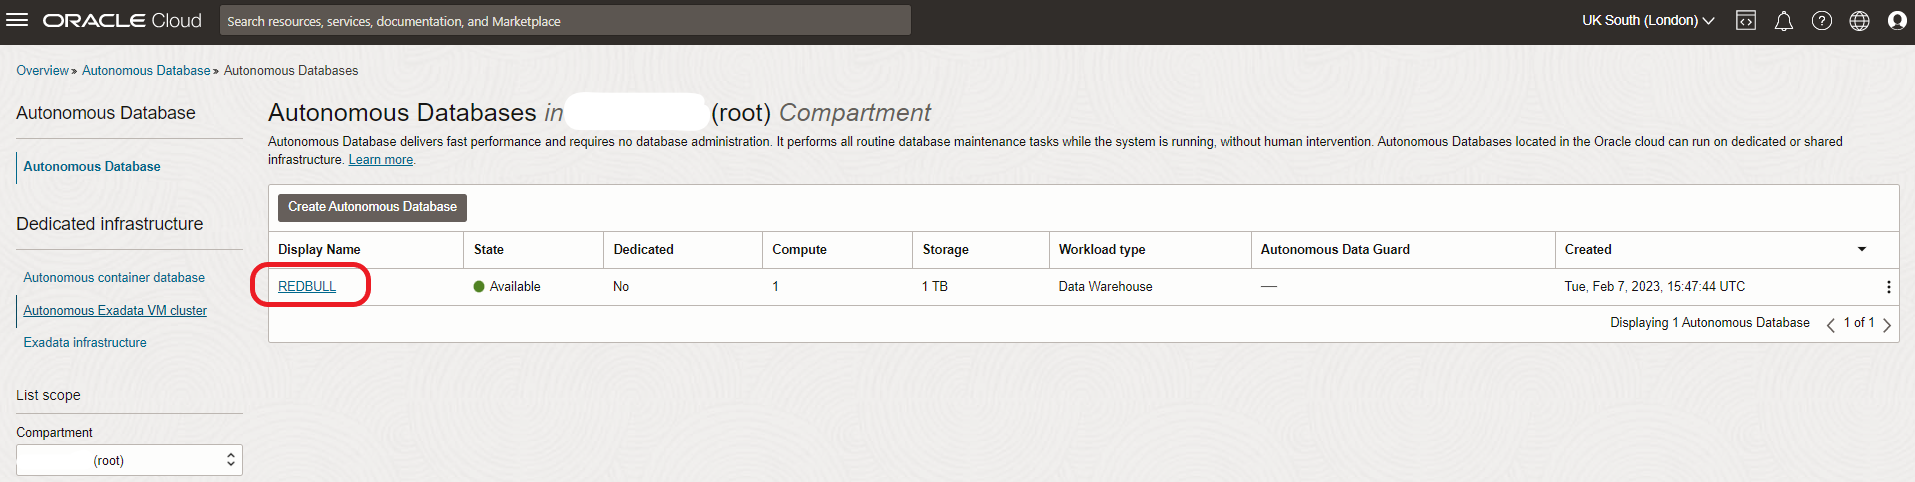 ORACLE Cloud
Search resources, services, documentation, and Marketplace
UK South (London)
Overview » Autonomous Database » Autonomous Databases
Autonomous Database
Autonomous Database
Dedicated infrastructure
Autonomous container database
Autonomous Exadata VM cluster
Exadata infrastructure
List scope
Compartment
(root)
Autonomous Databases in (root) Compartment
Autonomous Database delivers fast performance and requires no database administration. It performs all routine database maintenance tasks while the system is running, without human intervention. Autonomous Databases located in the Oracle cloud can run on dedicated or shared
infrastructure. Learn more.
Create Autonomous Database
Display Name State Dedicated Compute Storage Workload type Autonomous Data Guard Created
REDBULL Available No 1 1 TB Data Warehouse — Tue, Feb 7, 2023, 15:47:44 UTC
Displaying 1 Autonomous Database < 1 of 1 >